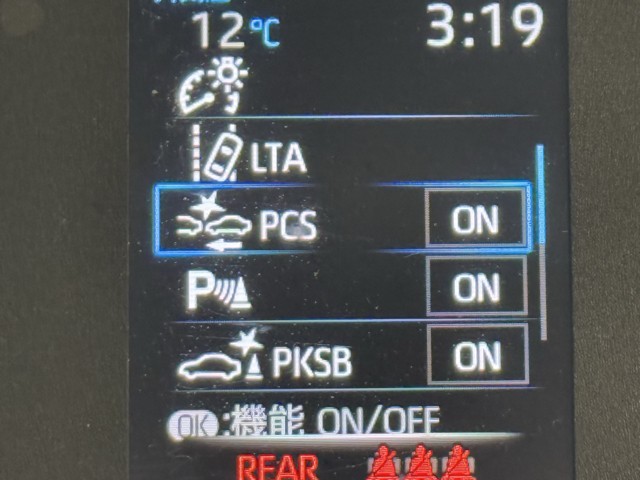 12℃ 3:19
LTA
PCS ON
P ON
PKSB ON
OK:機能 ON/OFF
REAR